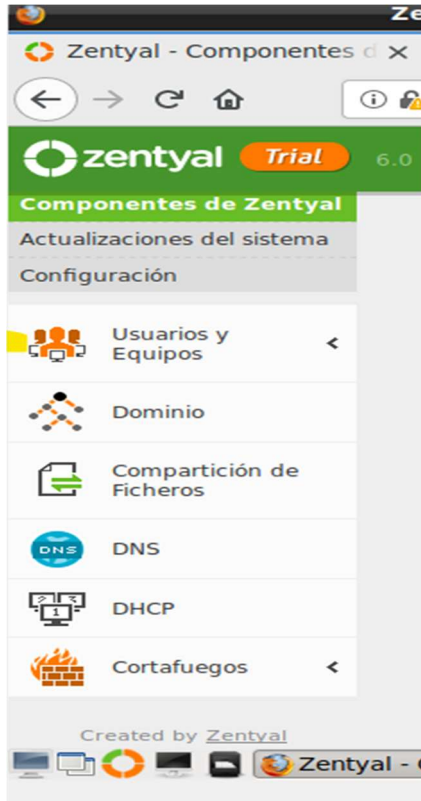 Ze
Zentyal - Componentes d
zentyal Trial 6.0
Componentes de Zentyal
Actualizaciones del sistema
Configuración
Usuarios y
Equipos
Dominio
Compartición de
Ficheros
DNS
DNS
DHCP
Cortafuegos
Created by Zentyal
Zentyal -